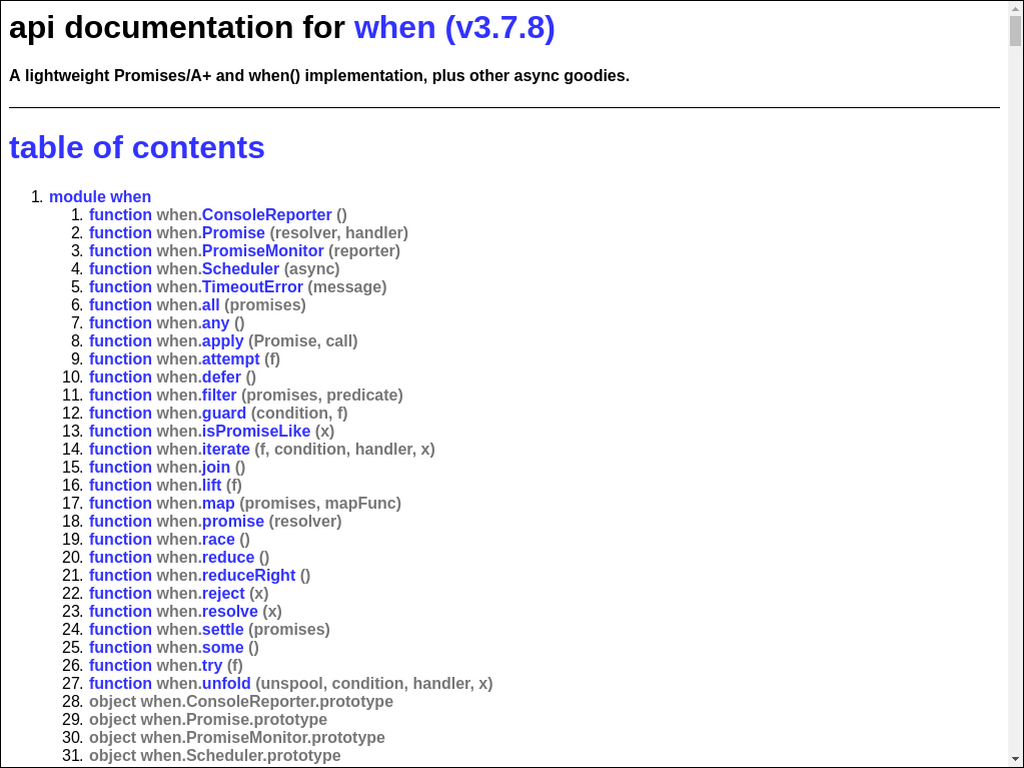 api documentation for when (v3.7.8)
A lightweight Promises/A+ and when() implementation, plus other async goodies.
table of contents
1. module when
1. function when.ConsoleReporter ()
2. function when.Promise (resolver, handler)
3. function when.PromiseMonitor (reporter)
4. function when.Scheduler (async)
5. function when.TimeoutError (message)
6. function when.all (promises)
7. function when.any ()
8. function when.apply (Promise, call)
9. function when.attempt (f)
10. function when.defer ()
11. function when.filter (promises, predicate)
12. function when.guard (condition, f)
13. function when.isPromiseLike (x)
14. function when.iterate (f, condition, handler, x)
15. function when.join ()
16. function when.lift (f)
17. function when.map (promises, mapFunc)
18. function when.promise (resolver)
19. function when.race ()
20. function when.reduce ()
21. function when.reduceRight ()
22. function when.reject (x)
23. function when.resolve (x)
24. function when.settle (promises)
25. function when.some ()
26. function when.try (f)
27. function when.unfold (unspool, condition, handler, x)
28. object when.ConsoleReporter.prototype
29. object when.Promise.prototype
30. object when.PromiseMonitor.prototype
31. object when.Scheduler.prototype